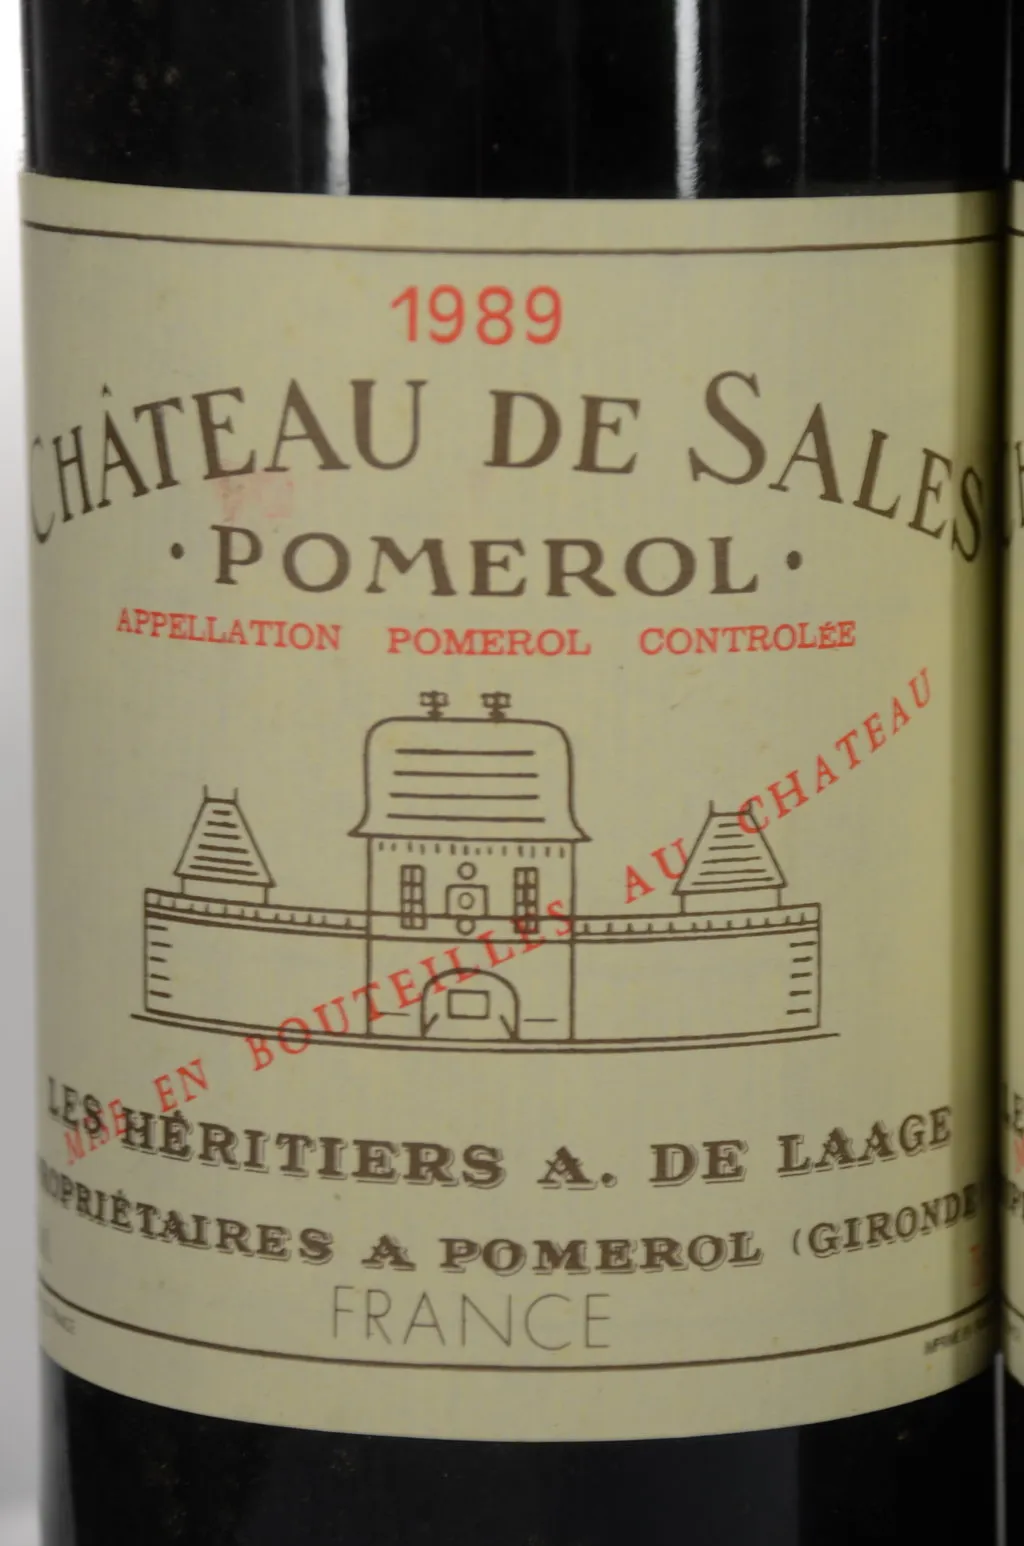 1989
CHÂTEAU DE SALES
• POMEROL •
APPELLATION POMEROL CONTROLÉE
MISE EN BOUTEILLES AU CHATEAU
LES HÉRITIERS A. DE LAAGE
PROPRIÉTAIRES A POMEROL (GIRONDE
FRANCE